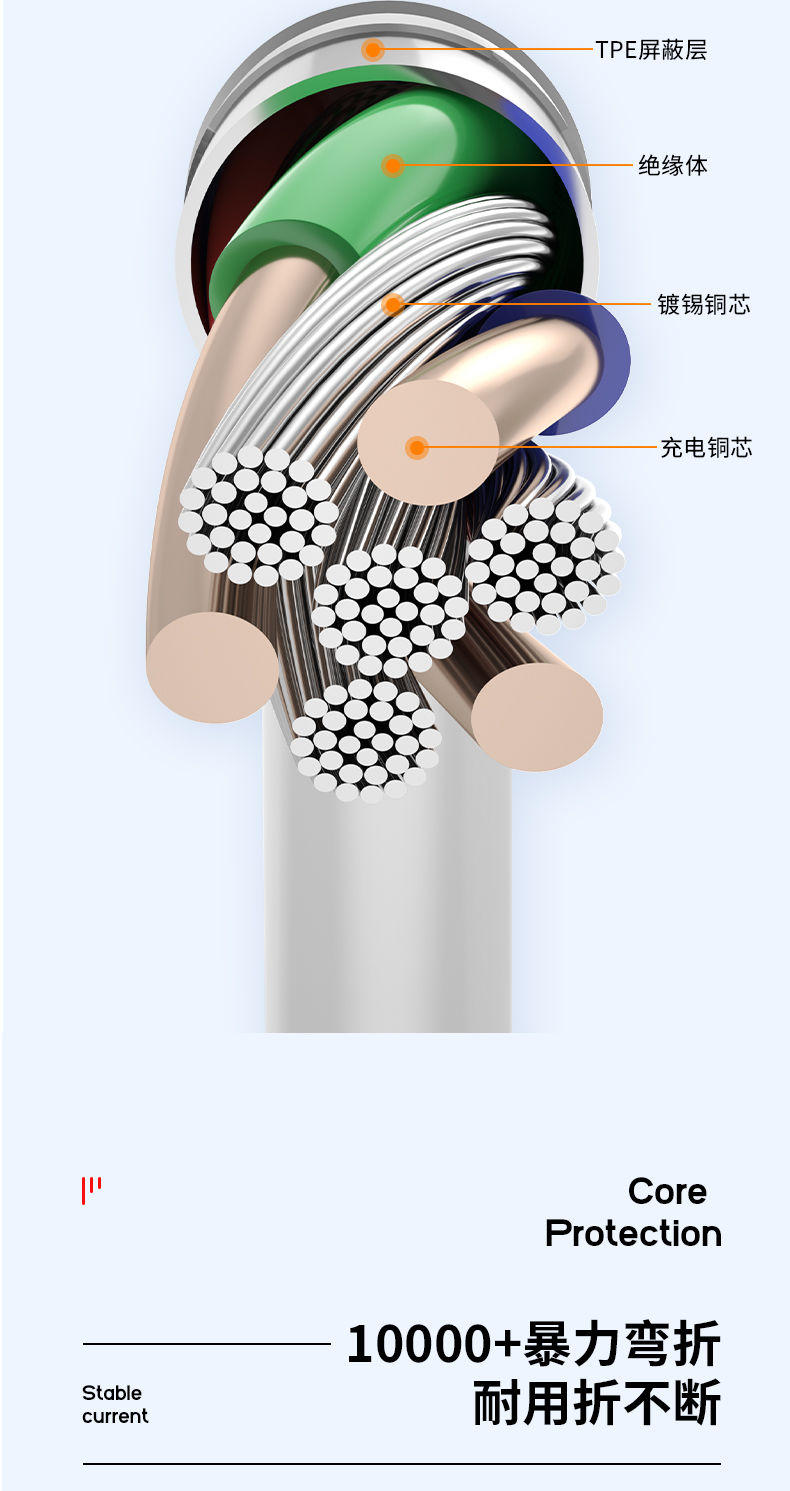 TPE屏蔽层
绝缘体
镀锡铜芯
充电铜芯
Core
Protection
10000+暴力弯折
耐用折不断
Stable
current